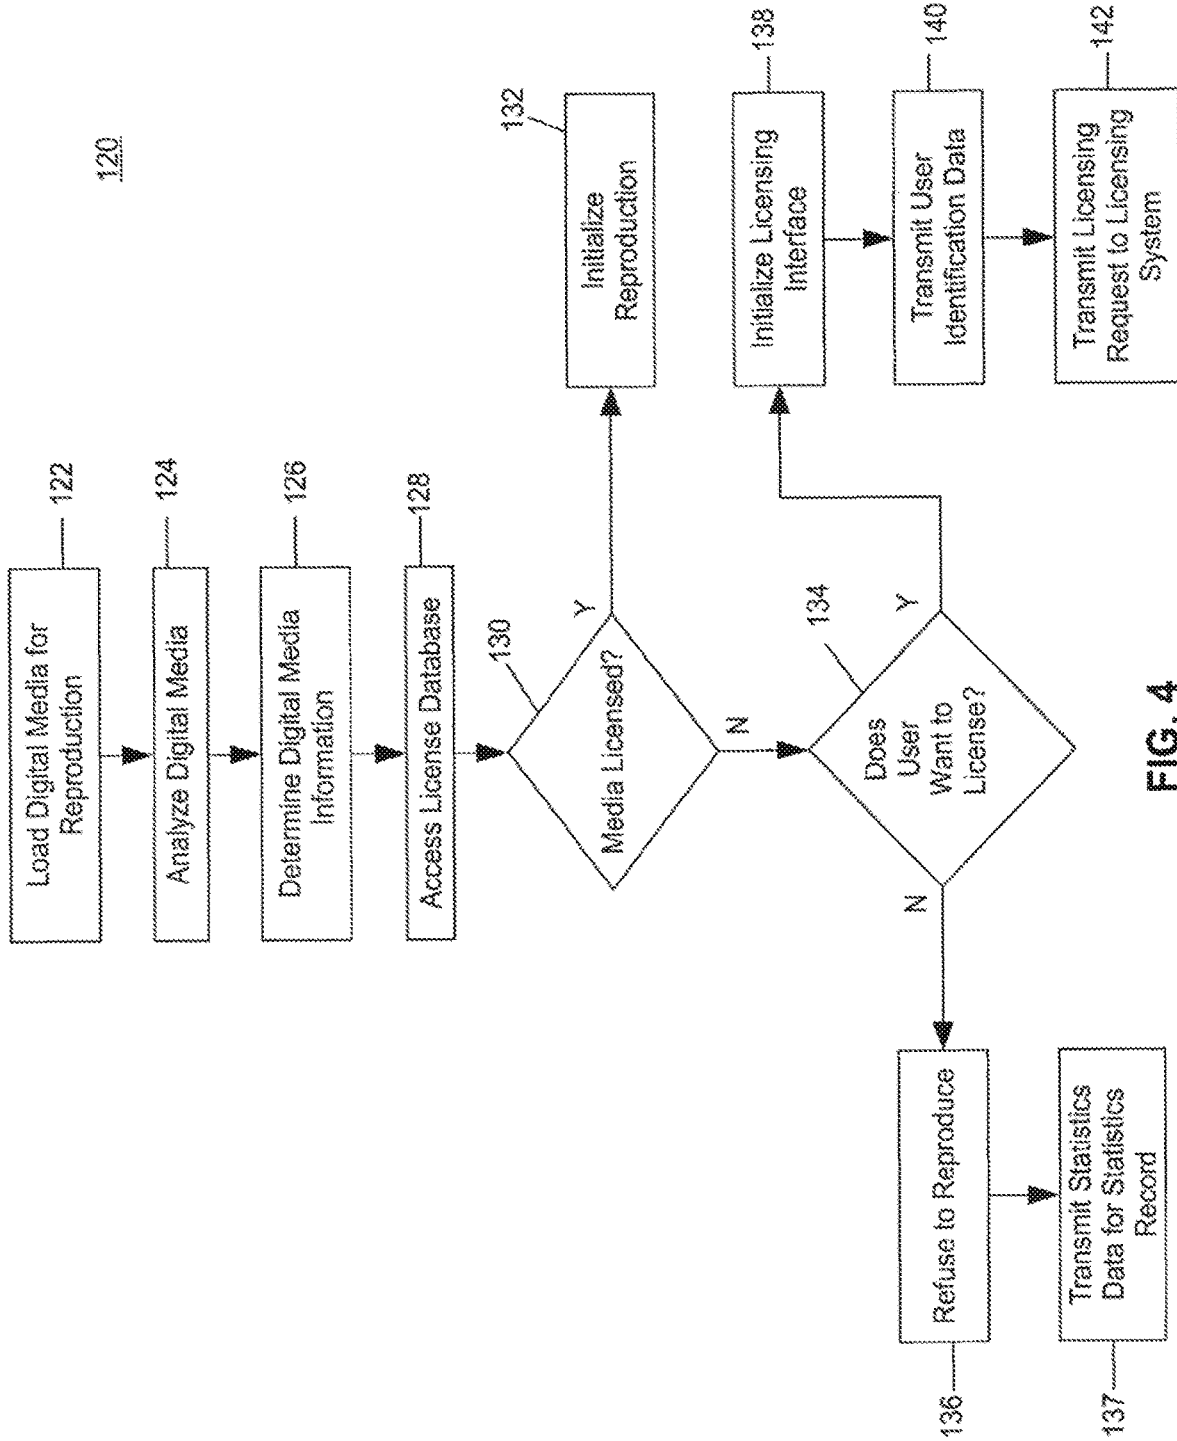 120
Load Digital Media for
Reproduction
122
Analyze Digital Media
124
Determine Digital Media
Information
126
Access License Database
128
Media Licensed?
130
Y
N
Initialize
Reproduction
132
Does
User
Want to
License?
134
Y
N
Initialize Licensing
Interface
138
Transmit User
Identification Data
140
Transmit Licensing
Request to Licensing
System
142
Refuse to Reproduce
136
Transmit Statistics
Data for Statistics
Record
137
FIG. 4